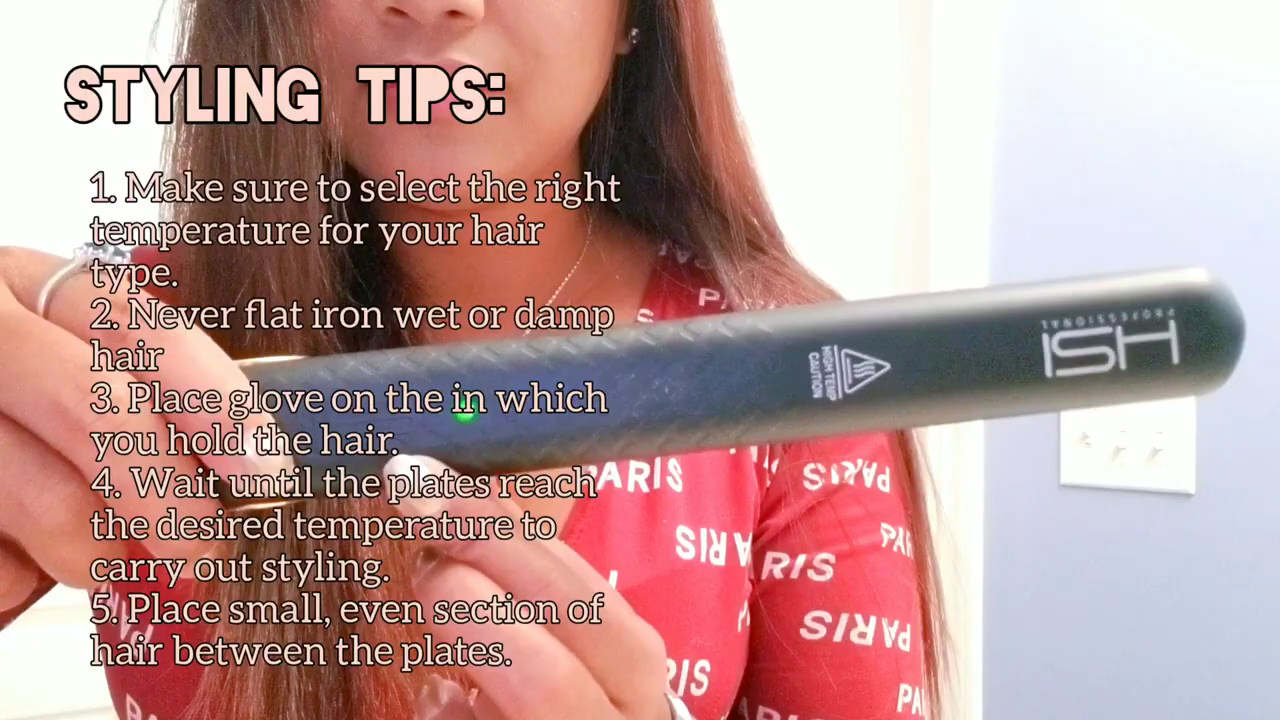 STYLING TIPS:
1. Make sure to select the right
temperature for your hair
type.
2. Never flat iron wet or damp
hair
3. Place glove on the in which
you hold the hair.
4. Wait until the plates reach
the desired temperature to
carry out styling.
5. Place small, even section of
hair between the plates.
HSI
PROFESSIONAL
CAUTION
HIGH TEMP
PARIS
PARIS
PARIS
PARIS
PARIS